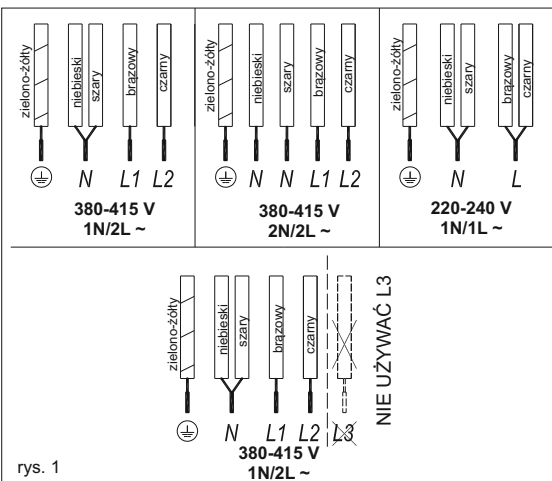 zielono-żółty niebieski szary brązowy czarny
N L1 L2
380-415 V
1N/2L ~
zielono-żółty niebieski szary brązowy czarny
N N L1 L2
380-415 V
2N/2L ~
zielono-żółty niebieski szary brązowy czarny
N L
220-240 V
1N/1L ~
zielono-żółty niebieski szary brązowy czarny
NIE UŻYWAĆ L3
N L1 L2 L3
380-415 V
1N/2L ~
rys. 1